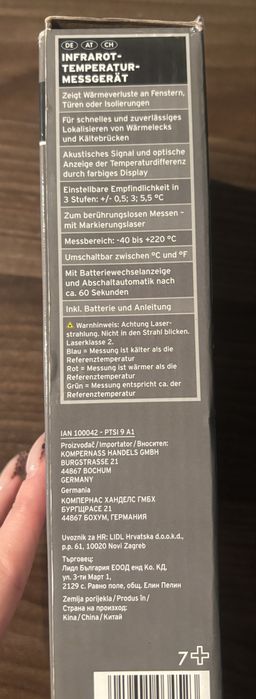 DE AT CH
INFRAROT-
TEMPERATUR-
MESSGERÄT
Zeigt Wärmeverluste an Fenstern,
Türen oder Isolierungen
Für schnelles und zuverlässiges
Lokalisieren von Wärmelecks
und Kältebrücken
Akustisches Signal und optische
Anzeige der Temperaturdifferenz
durch farbiges Display
Einstellbare Empfindlichkeit in
3 Stufen: +/- 0,5; 3; 5,5 °C
Zum berührungslosen Messen –
mit Markierungslaser
Messbereich: -40 bis +220 °C
Umschaltbar zwischen °C und °F
Mit Batteriewechselanzeige
und Abschaltautomatik nach
ca. 60 Sekunden
Inkl. Batterie und Anleitung
Warnhinweis: Achtung Laser-
strahlung. Nicht in den Strahl blicken.
Laserklasse 2.
Blau = Messung ist kälter als die
Referenztemperatur
Rot = Messung ist wärmer als die
Referenztemperatur
Grün = Messung entspricht ca. der
Referenztemperatur
IAN 100042 - PTSI 9 A1
Proizvođač/Importator/Вносител:
KOMPERNASS HANDELS GMBH
BURGSTRASSE 21
44867 BOCHUM
GERMANY
Germania
КОМПЕРНАС ХАНДЕЛС ГМБХ
БУРГЩРАСЕ 21
44867 БОХУМ, ГЕРМАНИЯ
Uvoznik za HR: LIDL Hrvatska d.o.o.k.d.,
p.p. 61, 10020 Novi Zagreb
Търговец:
Лидл България ЕООД енд Ко. КД,
ул. 3-ти Март 1,
2129 с. Равно поле, общ. Елин Пелин
Zemlja porijekla/Produs în/
Страна на произход:
Kina/China/Китай
7+